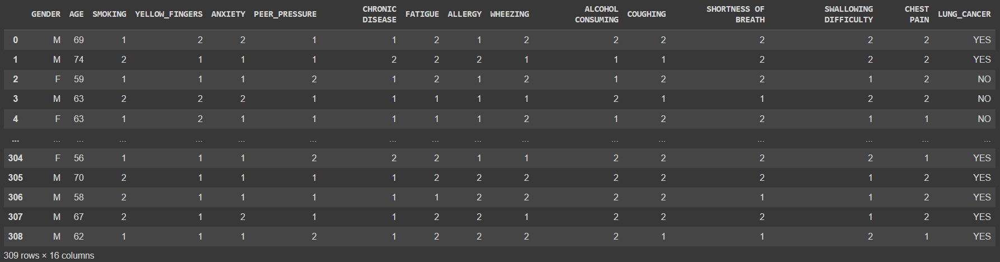 GENDER AGE SMOKING YELLOW_FINGERS ANXIETY PEER_PRESSURE CHRONIC DISEASE FATIGUE ALLERGY WHEEZING ALCOHOL CONSUMING COUGHING SHORTNESS OF BREATH SWALLOWING DIFFICULTY CHEST PAIN LUNG_CANCER
0 M 69 1 2 2 1 1 2 1 2 2 2 2 2 2 YES
1 M 74 2 1 1 1 2 2 2 1 1 1 2 2 2 YES
2 F 59 1 1 1 2 1 2 1 2 1 2 2 1 2 NO
3 M 63 2 2 2 1 1 1 1 1 2 1 1 2 2 NO
4 F 63 1 2 1 1 1 1 1 2 1 2 2 1 1 NO
... ... ... ... ... ... ... ... ... ... ... ... ... ... ... ... ...
304 F 56 1 1 1 2 2 2 1 1 2 2 2 2 1 YES
305 M 70 2 1 1 1 1 2 2 2 2 2 2 1 2 YES
306 M 58 2 1 1 1 1 1 2 2 2 2 1 1 2 YES
307 M 67 2 1 2 1 1 2 2 1 2 2 2 1 2 YES
308 M 62 1 1 1 2 1 2 2 2 2 1 1 2 1 YES
309 rows × 16 columns